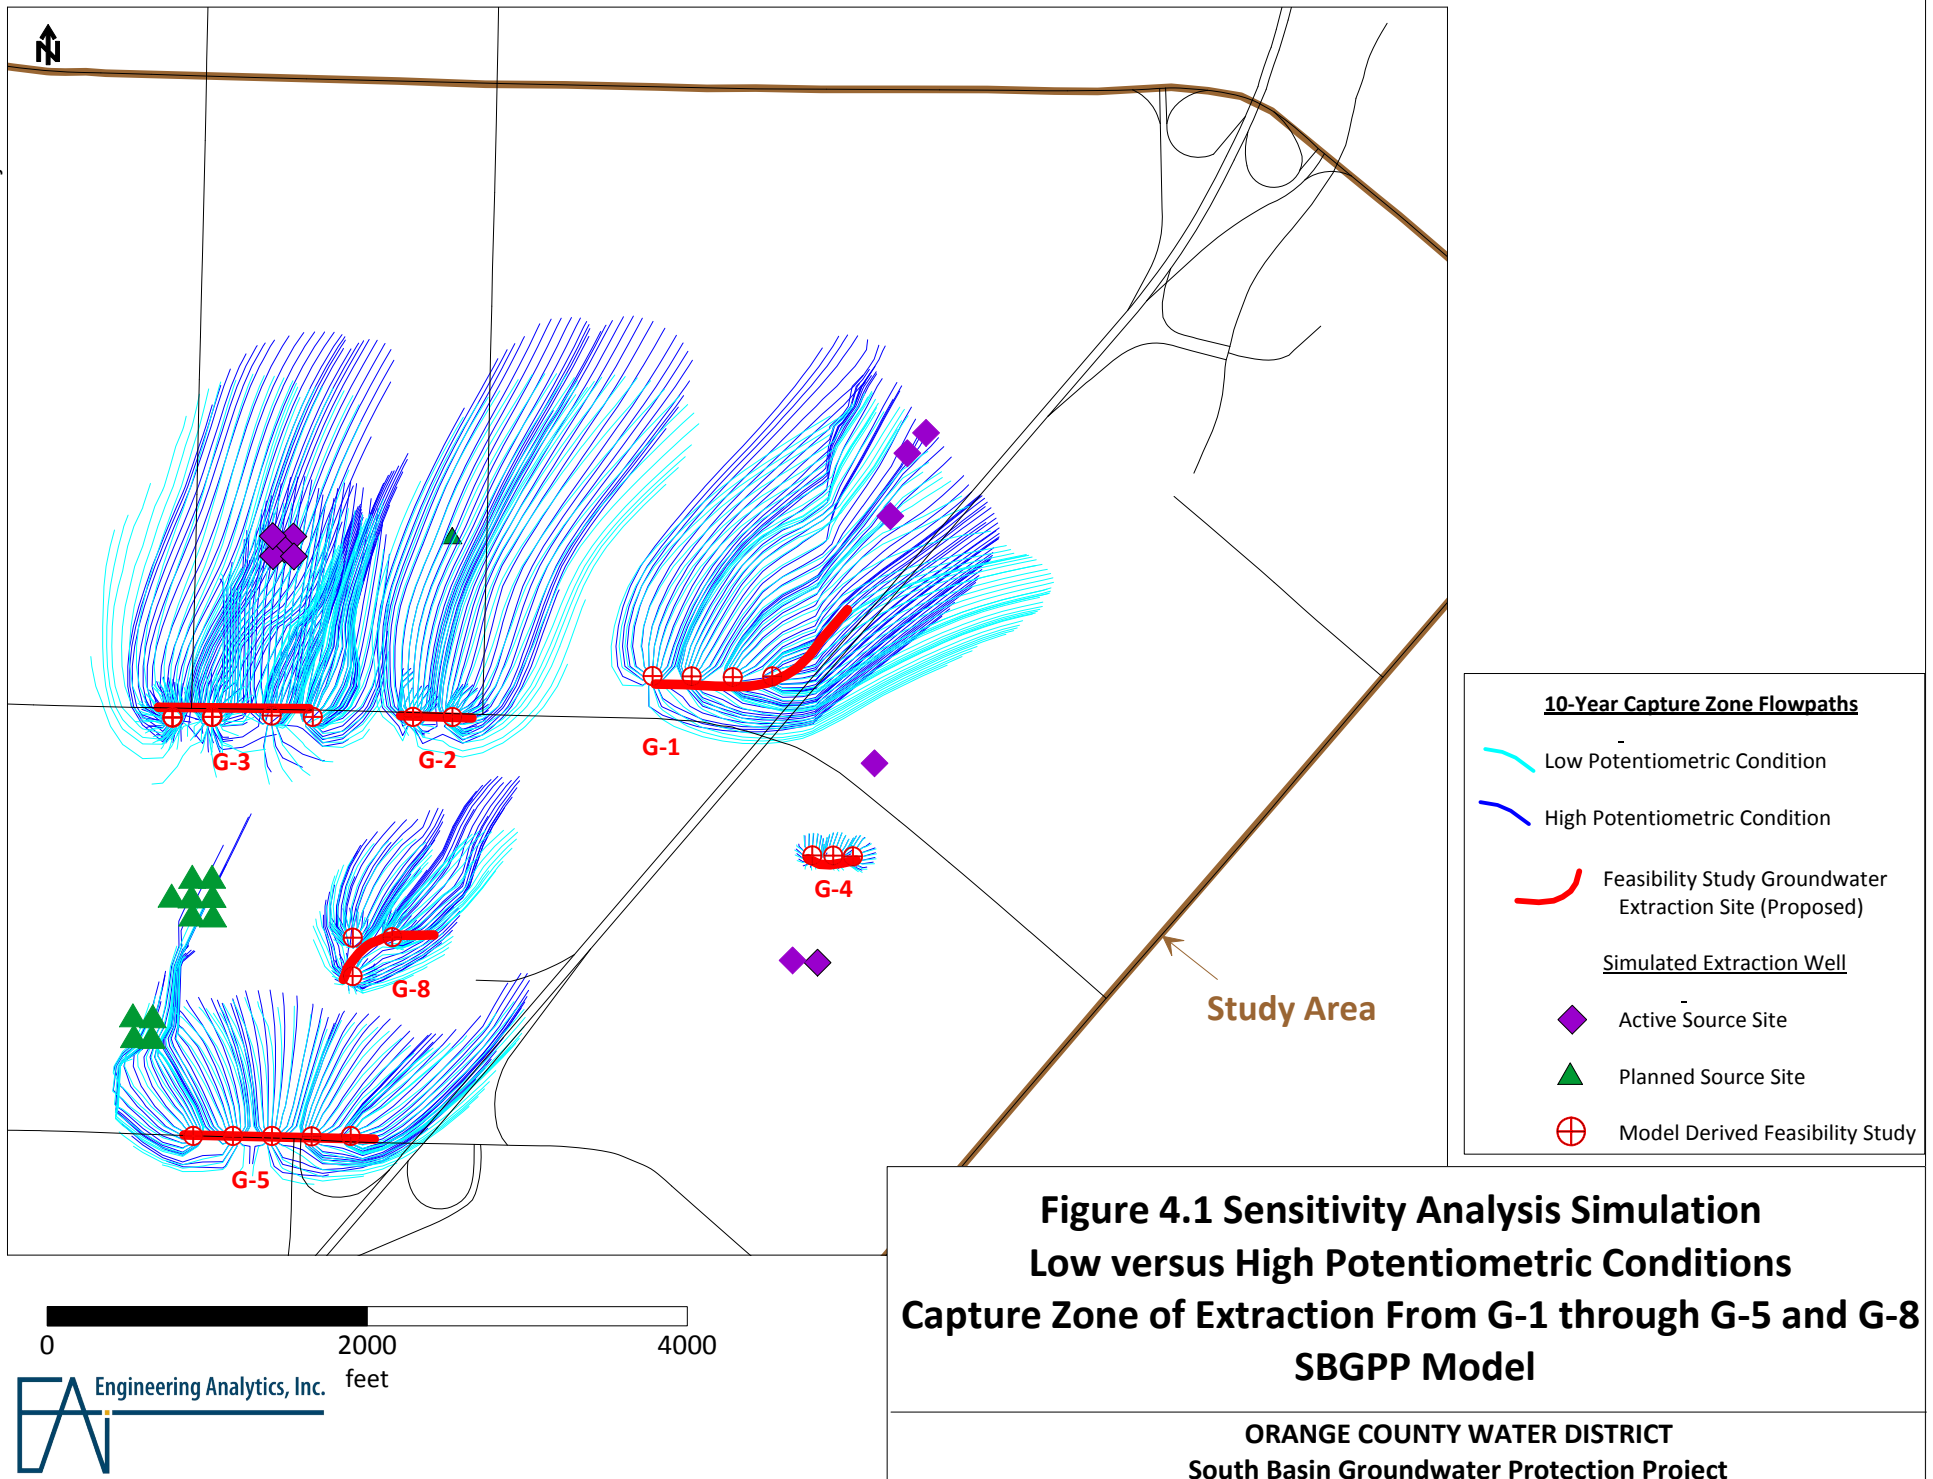 N
G-3
G-2
G-1
G-4
G-8
G-5
Study Area
10-Year Capture Zone Flowpaths
Low Potentiometric Condition
High Potentiometric Condition
Feasibility Study Groundwater
Extraction Site (Proposed)
Simulated Extraction Well
Active Source Site
Planned Source Site
Model Derived Feasibility Study
0
2000
4000
feet
Engineering Analytics, Inc.
EAi
Figure 4.1 Sensitivity Analysis Simulation
Low versus High Potentiometric Conditions
Capture Zone of Extraction From G-1 through G-5 and G-8
SBGPP Model
ORANGE COUNTY WATER DISTRICT
South Basin Groundwater Protection Project